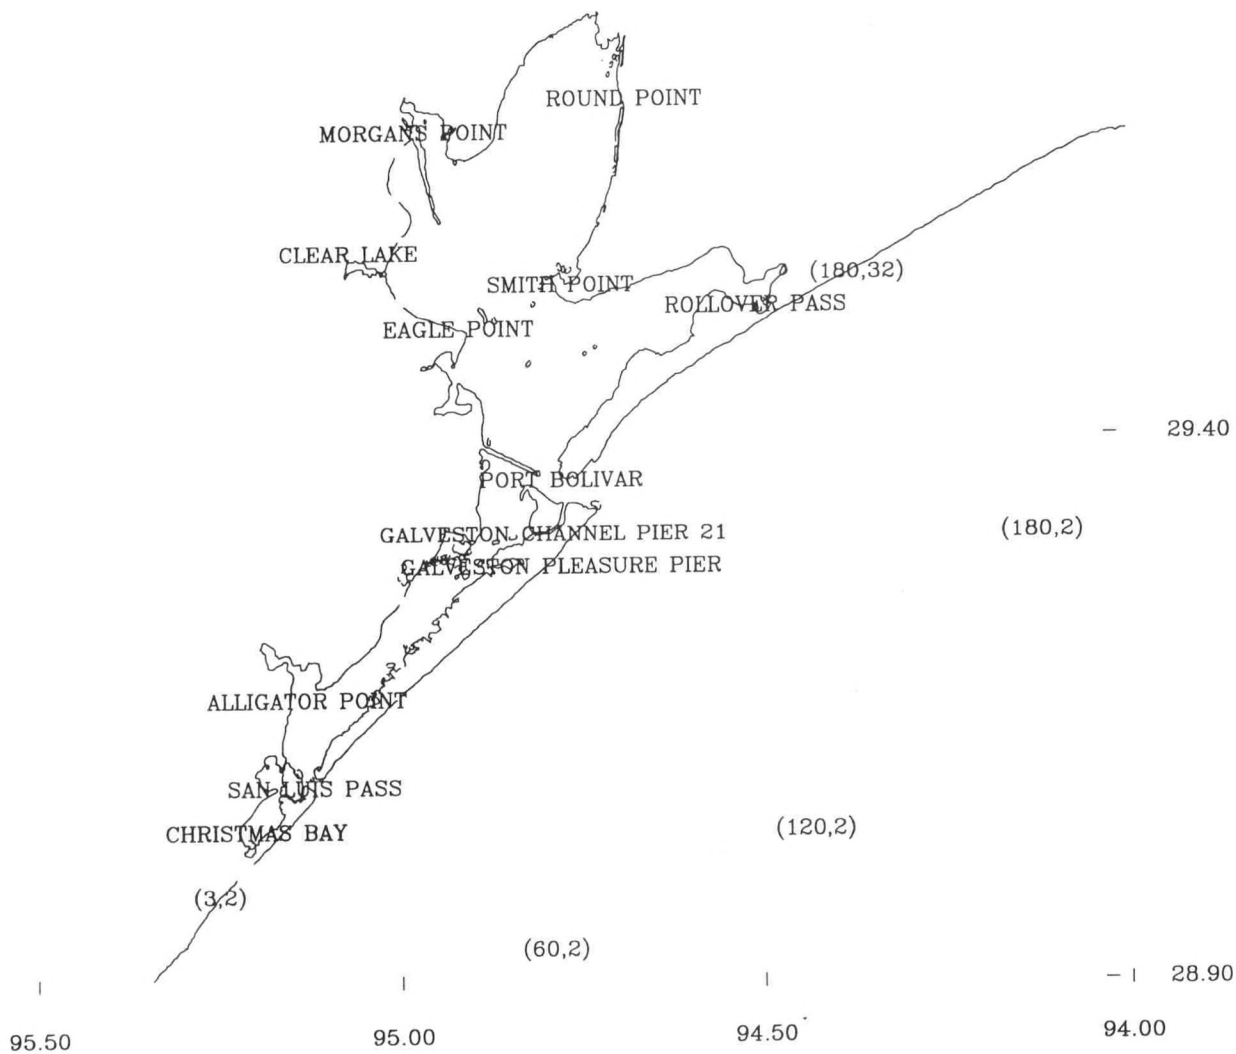 ROUND POINT
MORGANS POINT
CLEAR LAKE
(180,32)
SMITH POINT
ROLLOVER PASS
EAGLE POINT
29.40
PORT BOLIVAR
(180,2)
GALVESTON CHANNEL PIER 21
GALVESTON PLEASURE PIER
ALLIGATOR POINT
SAN LUIS PASS
(120,2)
CHRISTMAS BAY
(3,2)
(60,2)
28.90
95.50
95.00
94.50
94.00